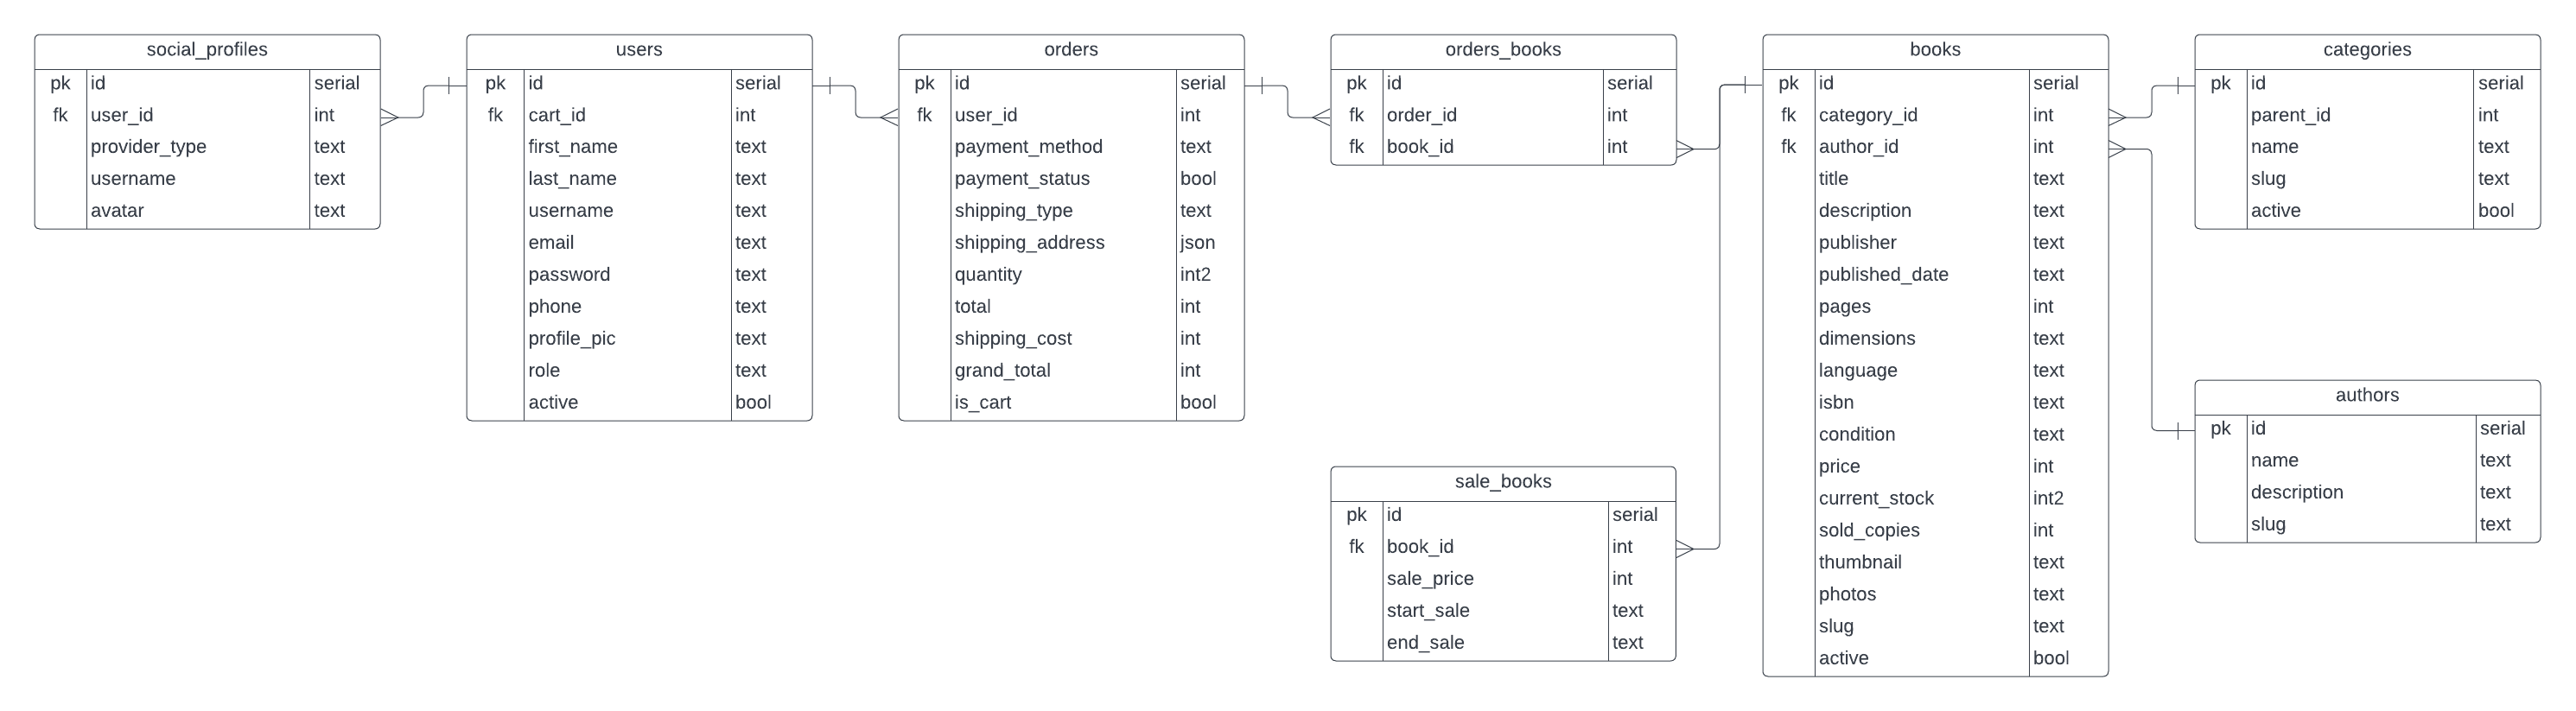 social_profiles
pk id serial
fk user_id int
provider_type text
username text
avatar text
users
pk id serial
fk cart_id int
first_name text
last_name text
username text
email text
password text
phone text
profile_pic text
role text
active bool
orders
pk id serial
fk user_id int
payment_method text
payment_status bool
shipping_type text
shipping_address json
quantity int2
total int
shipping_cost int
grand_total int
is_cart bool
orders_books
pk id serial
fk order_id int
fk book_id int
sale_books
pk id serial
fk book_id int
sale_price int
start_sale text
end_sale text
books
pk id serial
fk category_id int
fk author_id int
title text
description text
publisher text
published_date text
pages int
dimensions text
language text
isbn text
condition text
price int
current_stock int2
sold_copies int
thumbnail text
photos text
slug text
active bool
categories
pk id serial
parent_id int
name text
slug text
active bool
authors
pk id serial
name text
description text
slug text